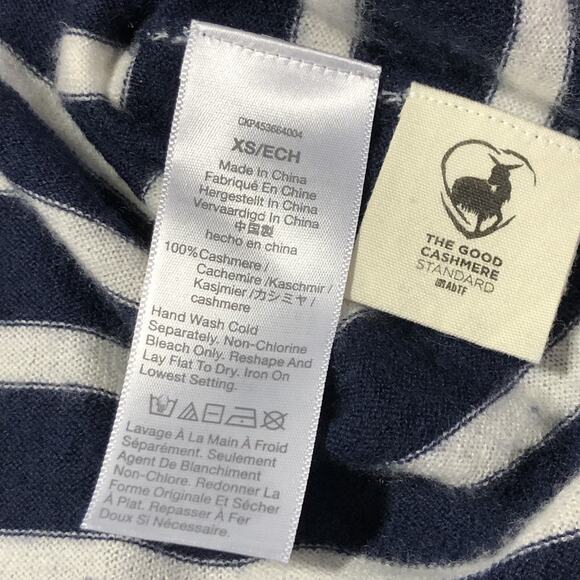 CKP453664004
XS/ECH
Made In China
Fabriqué En Chine
Hergestellt In China
Vervaardigd In China
中国製
hecho en china
100% Cashmere /
Cachemire /Kaschmir /
Kasjmier /カシミヤ /
cashmere
Hand Wash Cold
Separately. Non-Chlorine
Bleach Only. Reshape And
Lay Flat To Dry. Iron On
Lowest Setting.
Lavage À La Main À Froid
Séparément. Seulement
Agent De Blanchiment
Non-Chlore. Redonner La
Forme Originale Et Sécher
À Plat. Repasser À Fer
Doux Si Nécessaire.
THE GOOD
CASHMERE
STANDARD
AbTF